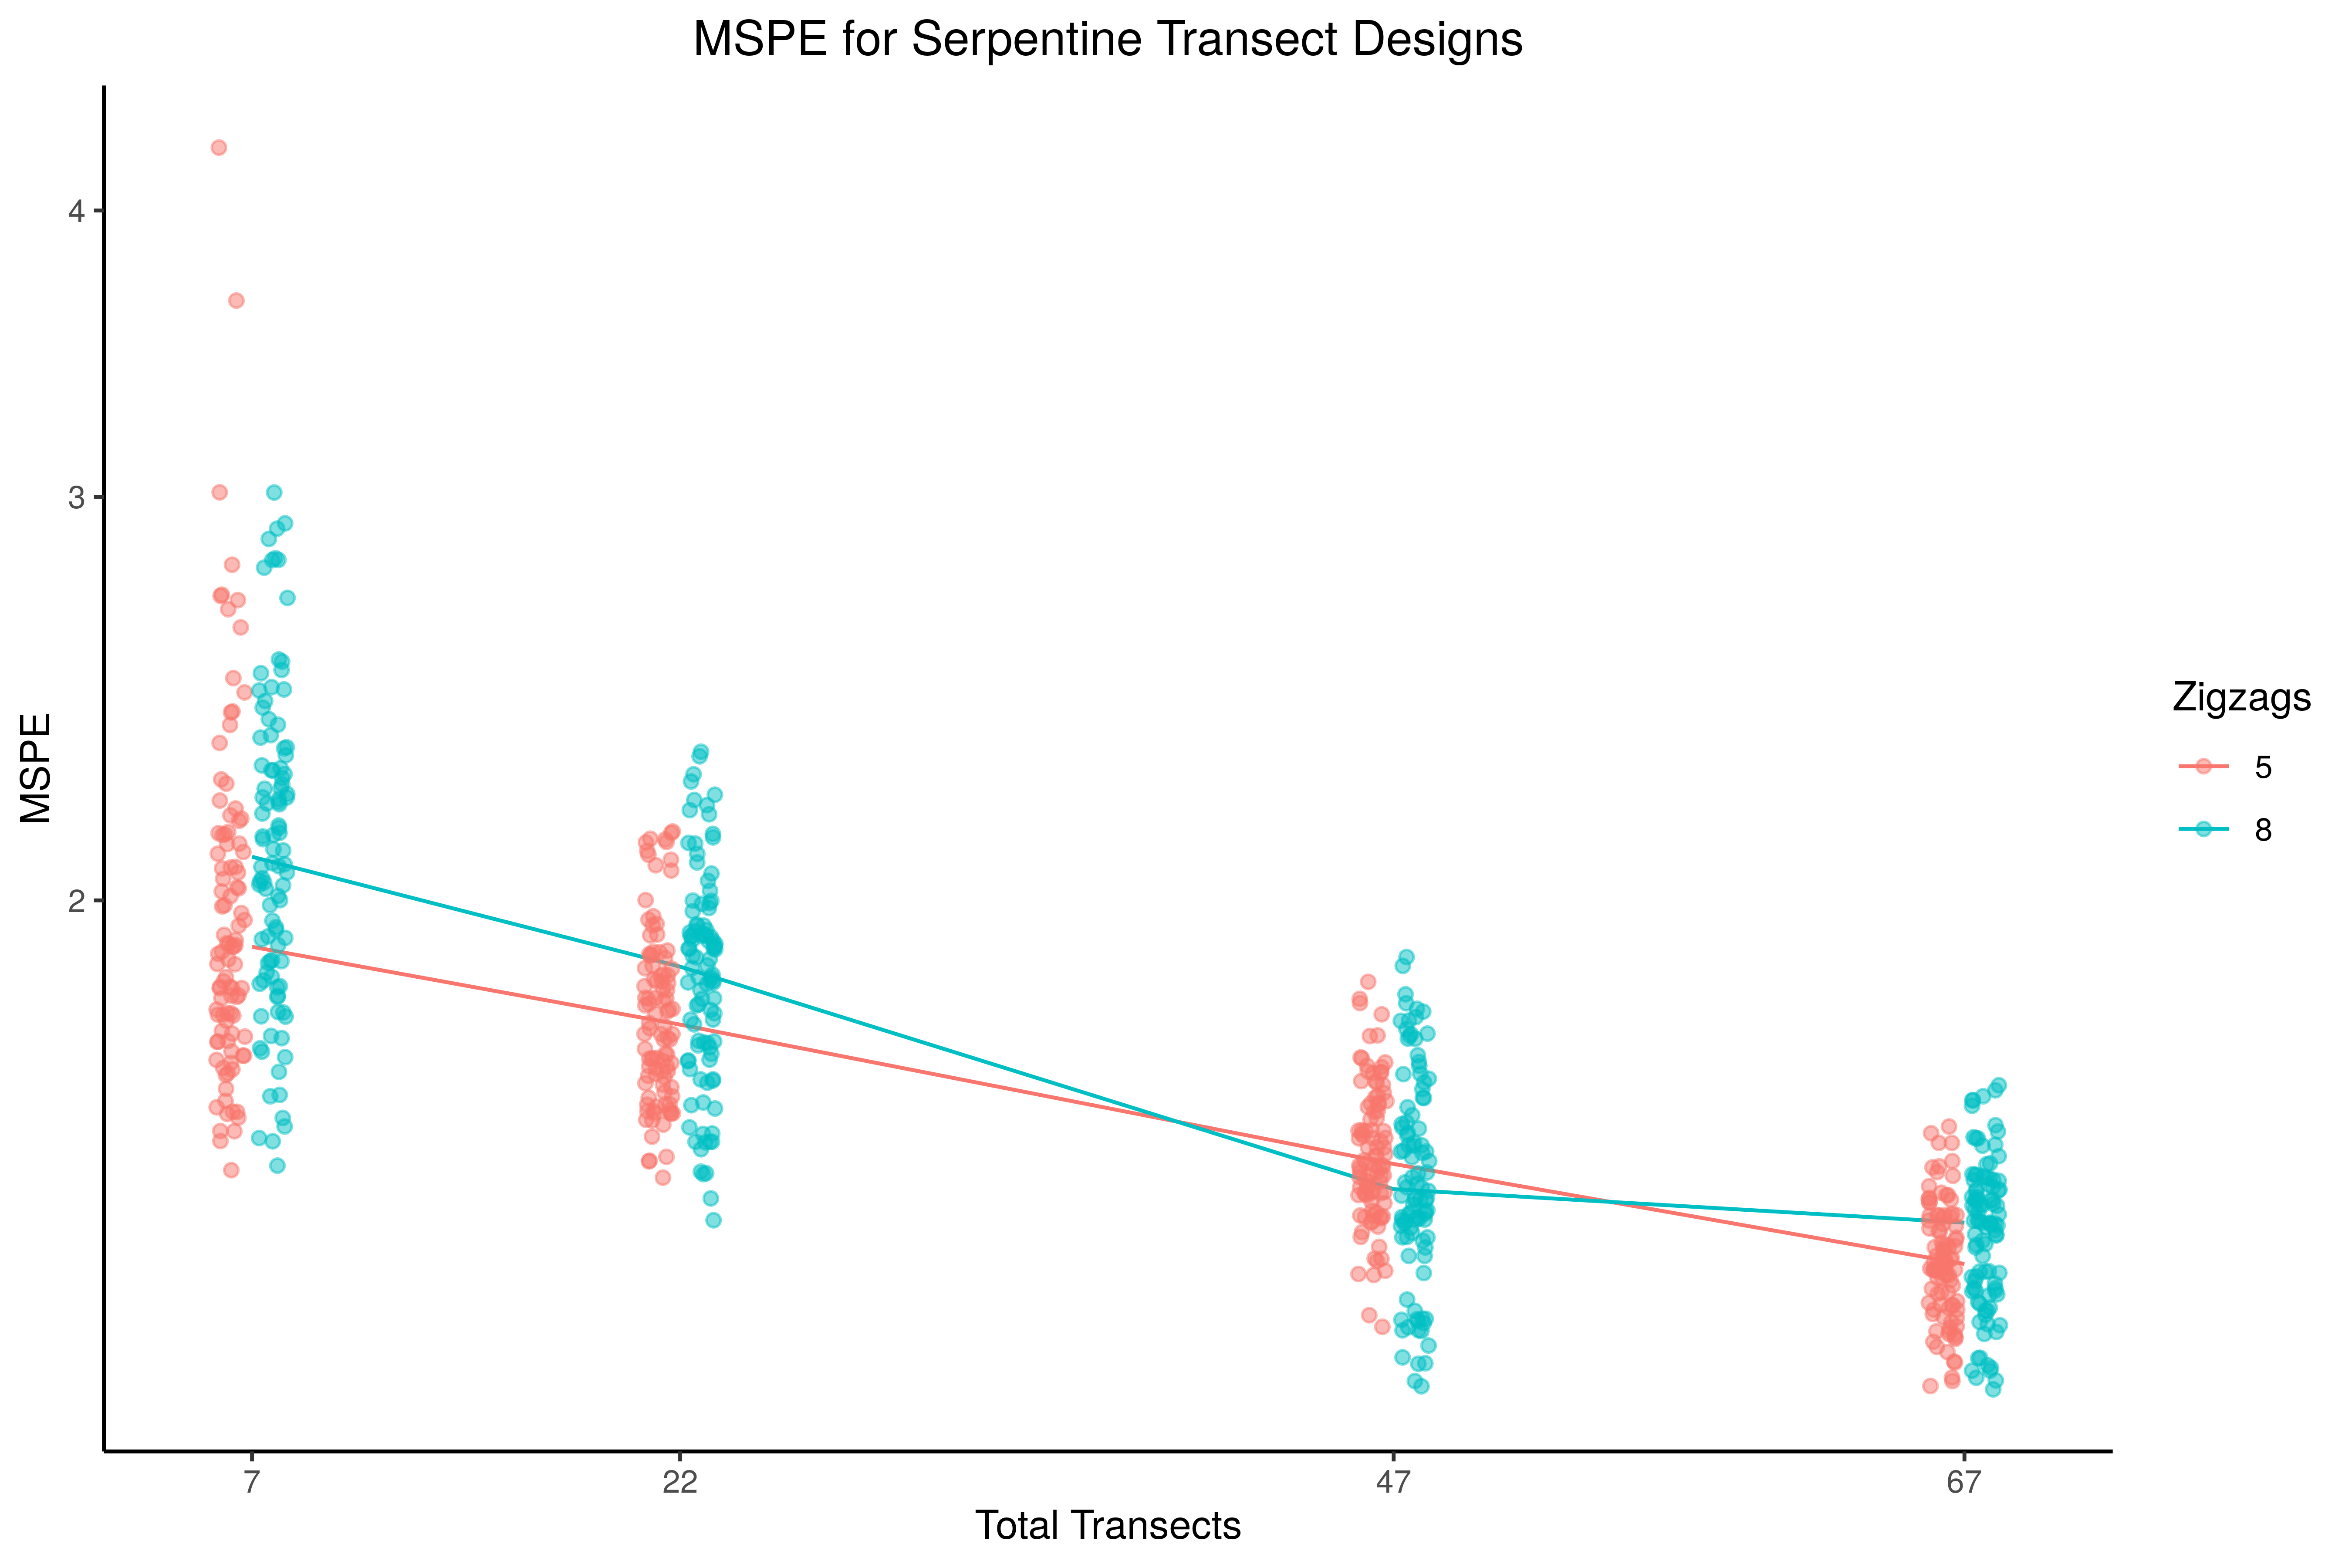 MSPE for Serpentine Transect Designs
MSPE
4
3
2
7 22 47 67
Total Transects
Zigzags
5
8